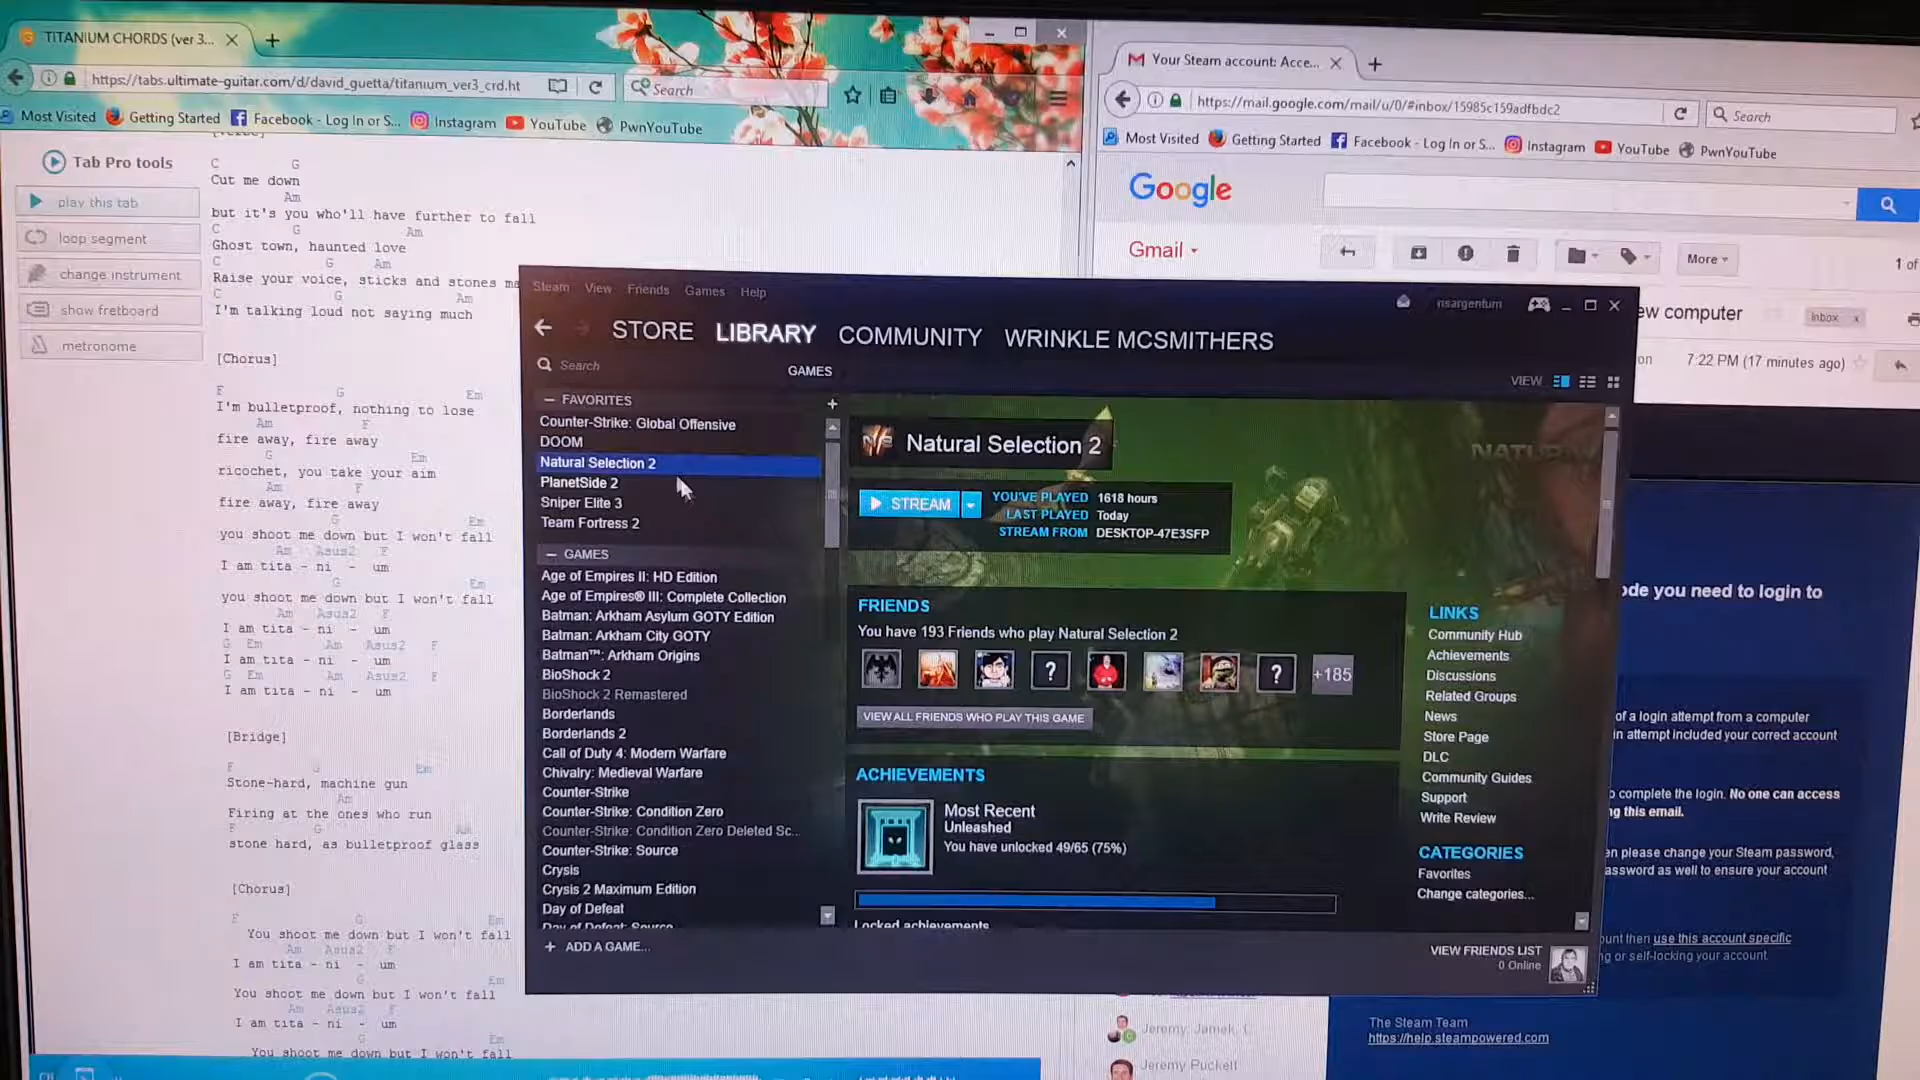 TITANIUM CHORDS (ver 3...
https://tabs.ultimate-guitar.com/d/david_guetta/titanium_ver3_crd.ht
Search
Most Visited
Getting Started
Facebook - Log In or S...
Instagram
YouTube
PwnYouTube
Tab Pro tools
play this tab
loop segment
change instrument
show fretboard
metronome
C G
Cut me down
Am
but it's you who'll have further to fall
C G Am
Ghost town, haunted love
C G Am
Raise your voice, sticks and stones ma
C G Am
I'm talking loud not saying much
[Chorus]
F G Em
I'm bulletproof, nothing to lose
Am F
fire away, fire away
G Em
ricochet, you take your aim
Am F
fire away, fire away
G Em
you shoot me down but I won't fall
Am Asus2 F
I am tita - ni - um
G Em
you shoot me down but I won't fall
Am Asus2 F
I am tita - ni - um
G Em Am Asus2 F
I am tita - ni - um
G Em Am Asus2 F
I am tita - ni - um
[Bridge]
F G Em
Stone-hard, machine gun
Am
Firing at the ones who run
F G Am
stone hard, as bulletproof glass
[Chorus]
F G Em
You shoot me down but I won't fall
Am Asus2 F
I am tita - ni - um
G Em
You shoot me down but I won't fall
Am Asus2 F
I am tita - ni - um
G Em
You shoot me down but I won't fall
Your Steam account: Acce...
https://mail.google.com/mail/u/0/#inbox/15985c159adfbdc2
Search
Most Visited
Getting Started
Facebook - Log In or S...
Instagram
YouTube
PwnYouTube
Google
Gmail
More
1 of
ew computer
Inbox x
on
7:22 PM (17 minutes ago)
Steam View Friends Games Help
nsargentum
STORE LIBRARY COMMUNITY WRINKLE MCSMITHERS
Search
GAMES
VIEW
— FAVORITES
Counter-Strike: Global Offensive
DOOM
Natural Selection 2
PlanetSide 2
Sniper Elite 3
Team Fortress 2
— GAMES
Age of Empires II: HD Edition
Age of Empires® III: Complete Collection
Batman: Arkham Asylum GOTY Edition
Batman: Arkham City GOTY
Batman™: Arkham Origins
BioShock 2
BioShock 2 Remastered
Borderlands
Borderlands 2
Call of Duty 4: Modern Warfare
Chivalry: Medieval Warfare
Counter-Strike
Counter-Strike: Condition Zero
Counter-Strike: Condition Zero Deleted Sc...
Counter-Strike: Source
Crysis
Crysis 2 Maximum Edition
Day of Defeat
Day of Defeat: Source
+ ADD A GAME...
Natural Selection 2
STREAM
YOU'VE PLAYED 1618 hours
LAST PLAYED Today
STREAM FROM DESKTOP-47E3SFP
FRIENDS
You have 193 Friends who play Natural Selection 2
+185
VIEW ALL FRIENDS WHO PLAY THIS GAME
ACHIEVEMENTS
Most Recent
Unleashed
You have unlocked 49/65 (75%)
Locked achievements
LINKS
Community Hub
Achievements
Discussions
Related Groups
News
Store Page
DLC
Community Guides
Support
Write Review
CATEGORIES
Favorites
Change categories...
VIEW FRIENDS LIST
0 Online
ode you need to login to
of a login attempt from a computer
in attempt included your correct account
o complete the login. No one can access
ng this email.
en please change your Steam password,
assword as well to ensure your account
unt then use this account specific
ng or self-locking your account
The Steam Team
https://help.steampowered.com
Jeremy, Jamek, C
Jeremy Puckett